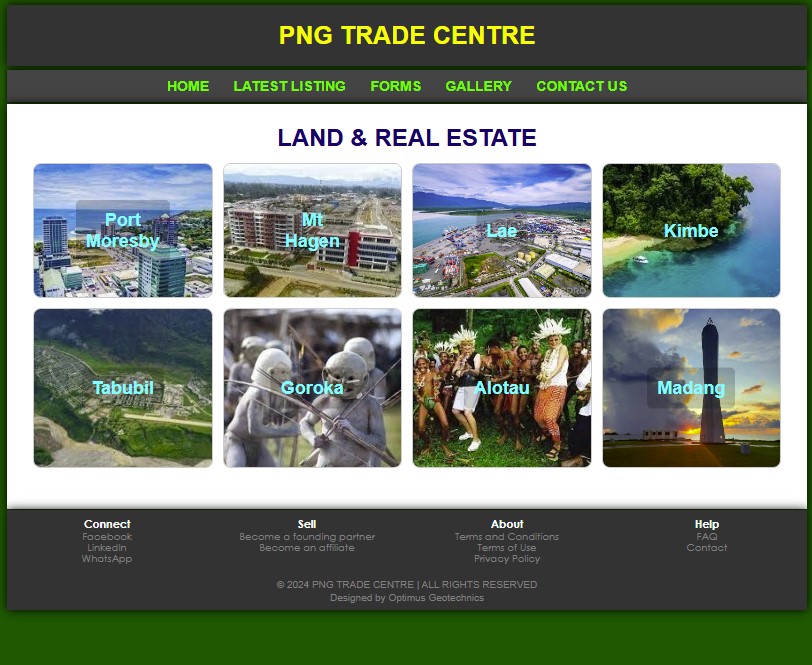 PNG TRADE CENTRE
HOME LATEST LISTING FORMS GALLERY CONTACT US
LAND & REAL ESTATE
Port
Moresby
Mt
Hagen
Lae
Kimbe
Tabubil
Goroka
Alotau
Madang
Connect
Facebook
LinkedIn
WhatsApp
Sell
Become a founding partner
Become an affiliate
About
Terms and Conditions
Terms of Use
Privacy Policy
Help
FAQ
Contact
© 2024 PNG TRADE CENTRE | ALL RIGHTS RESERVED
Designed by Optimus Geotechnics